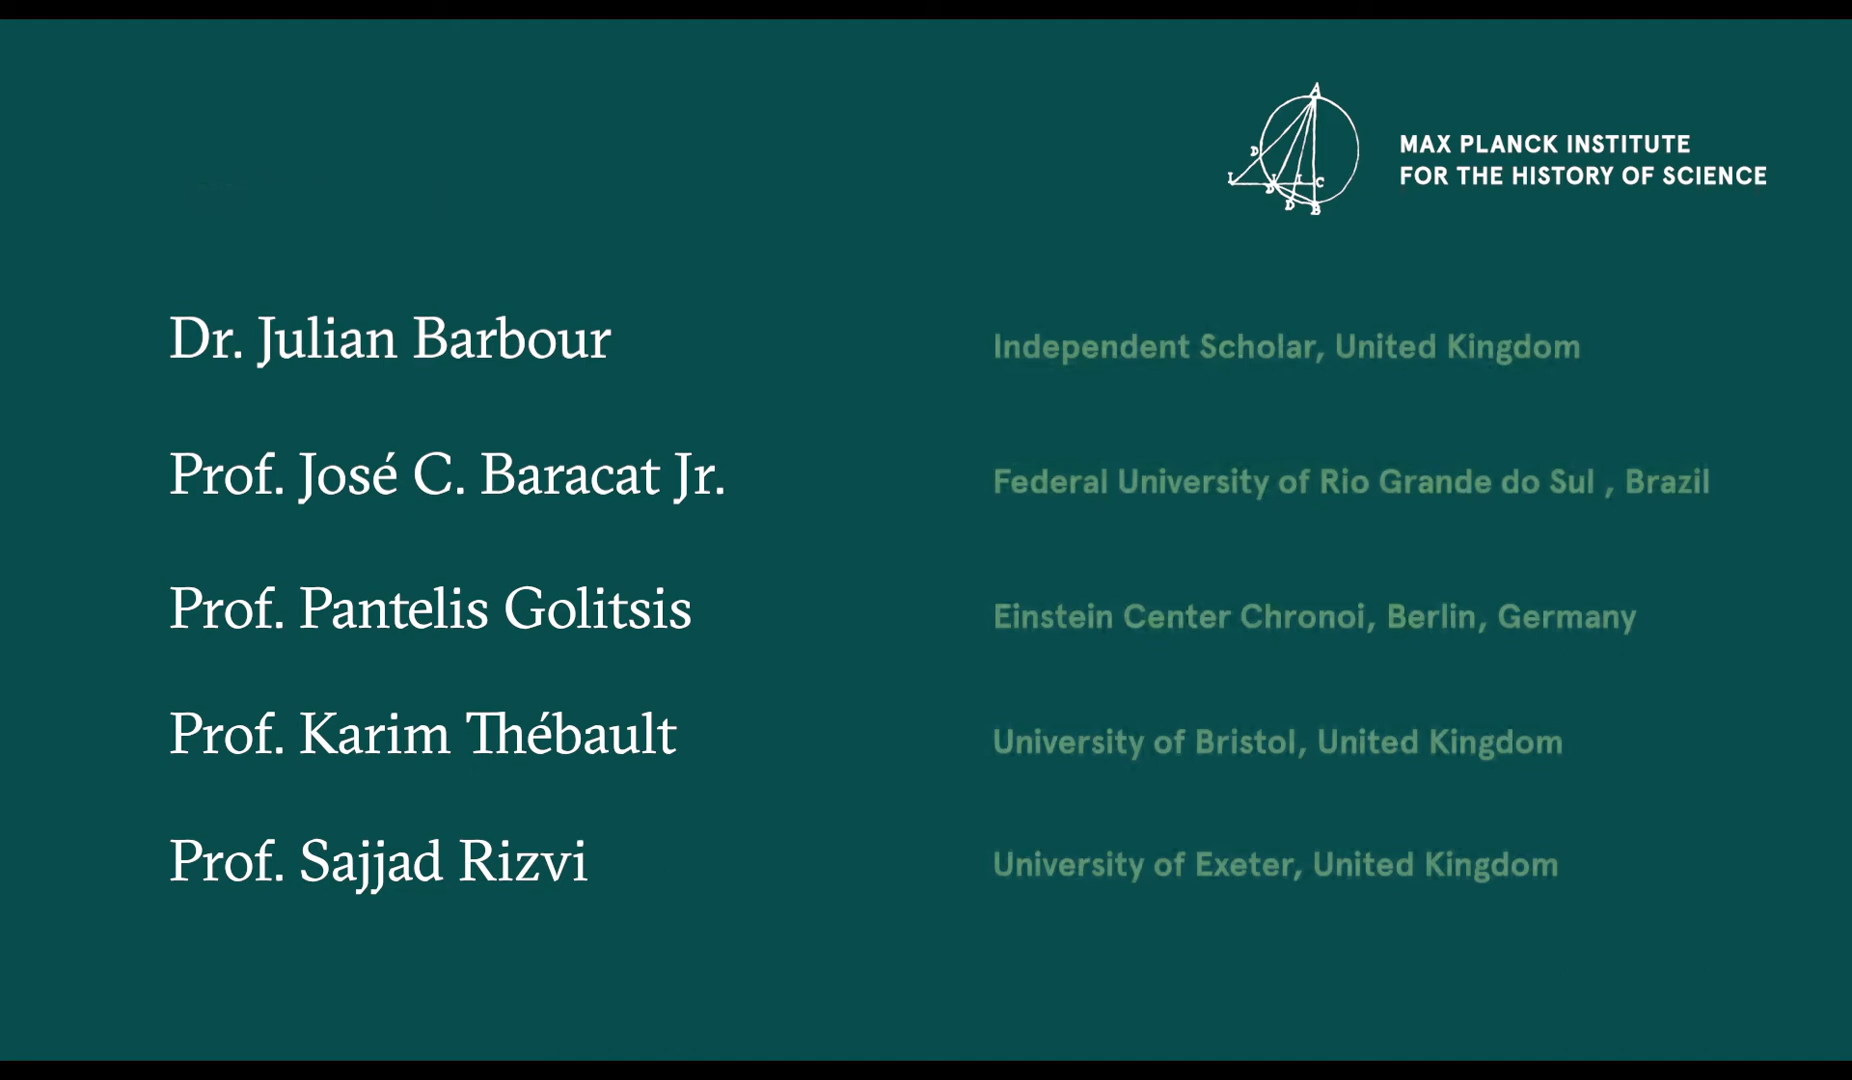 A
D
I
D
I
I
C
D
B
MAX PLANCK INSTITUTE
FOR THE HISTORY OF SCIENCE
Dr. Julian Barbour
Independent Scholar, United Kingdom
Prof. José C. Baracat Jr.
Federal University of Rio Grande do Sul , Brazil
Prof. Pantelis Golitsis
Einstein Center Chronoi, Berlin, Germany
Prof. Karim Thébault
University of Bristol, United Kingdom
Prof. Sajjad Rizvi
University of Exeter, United Kingdom